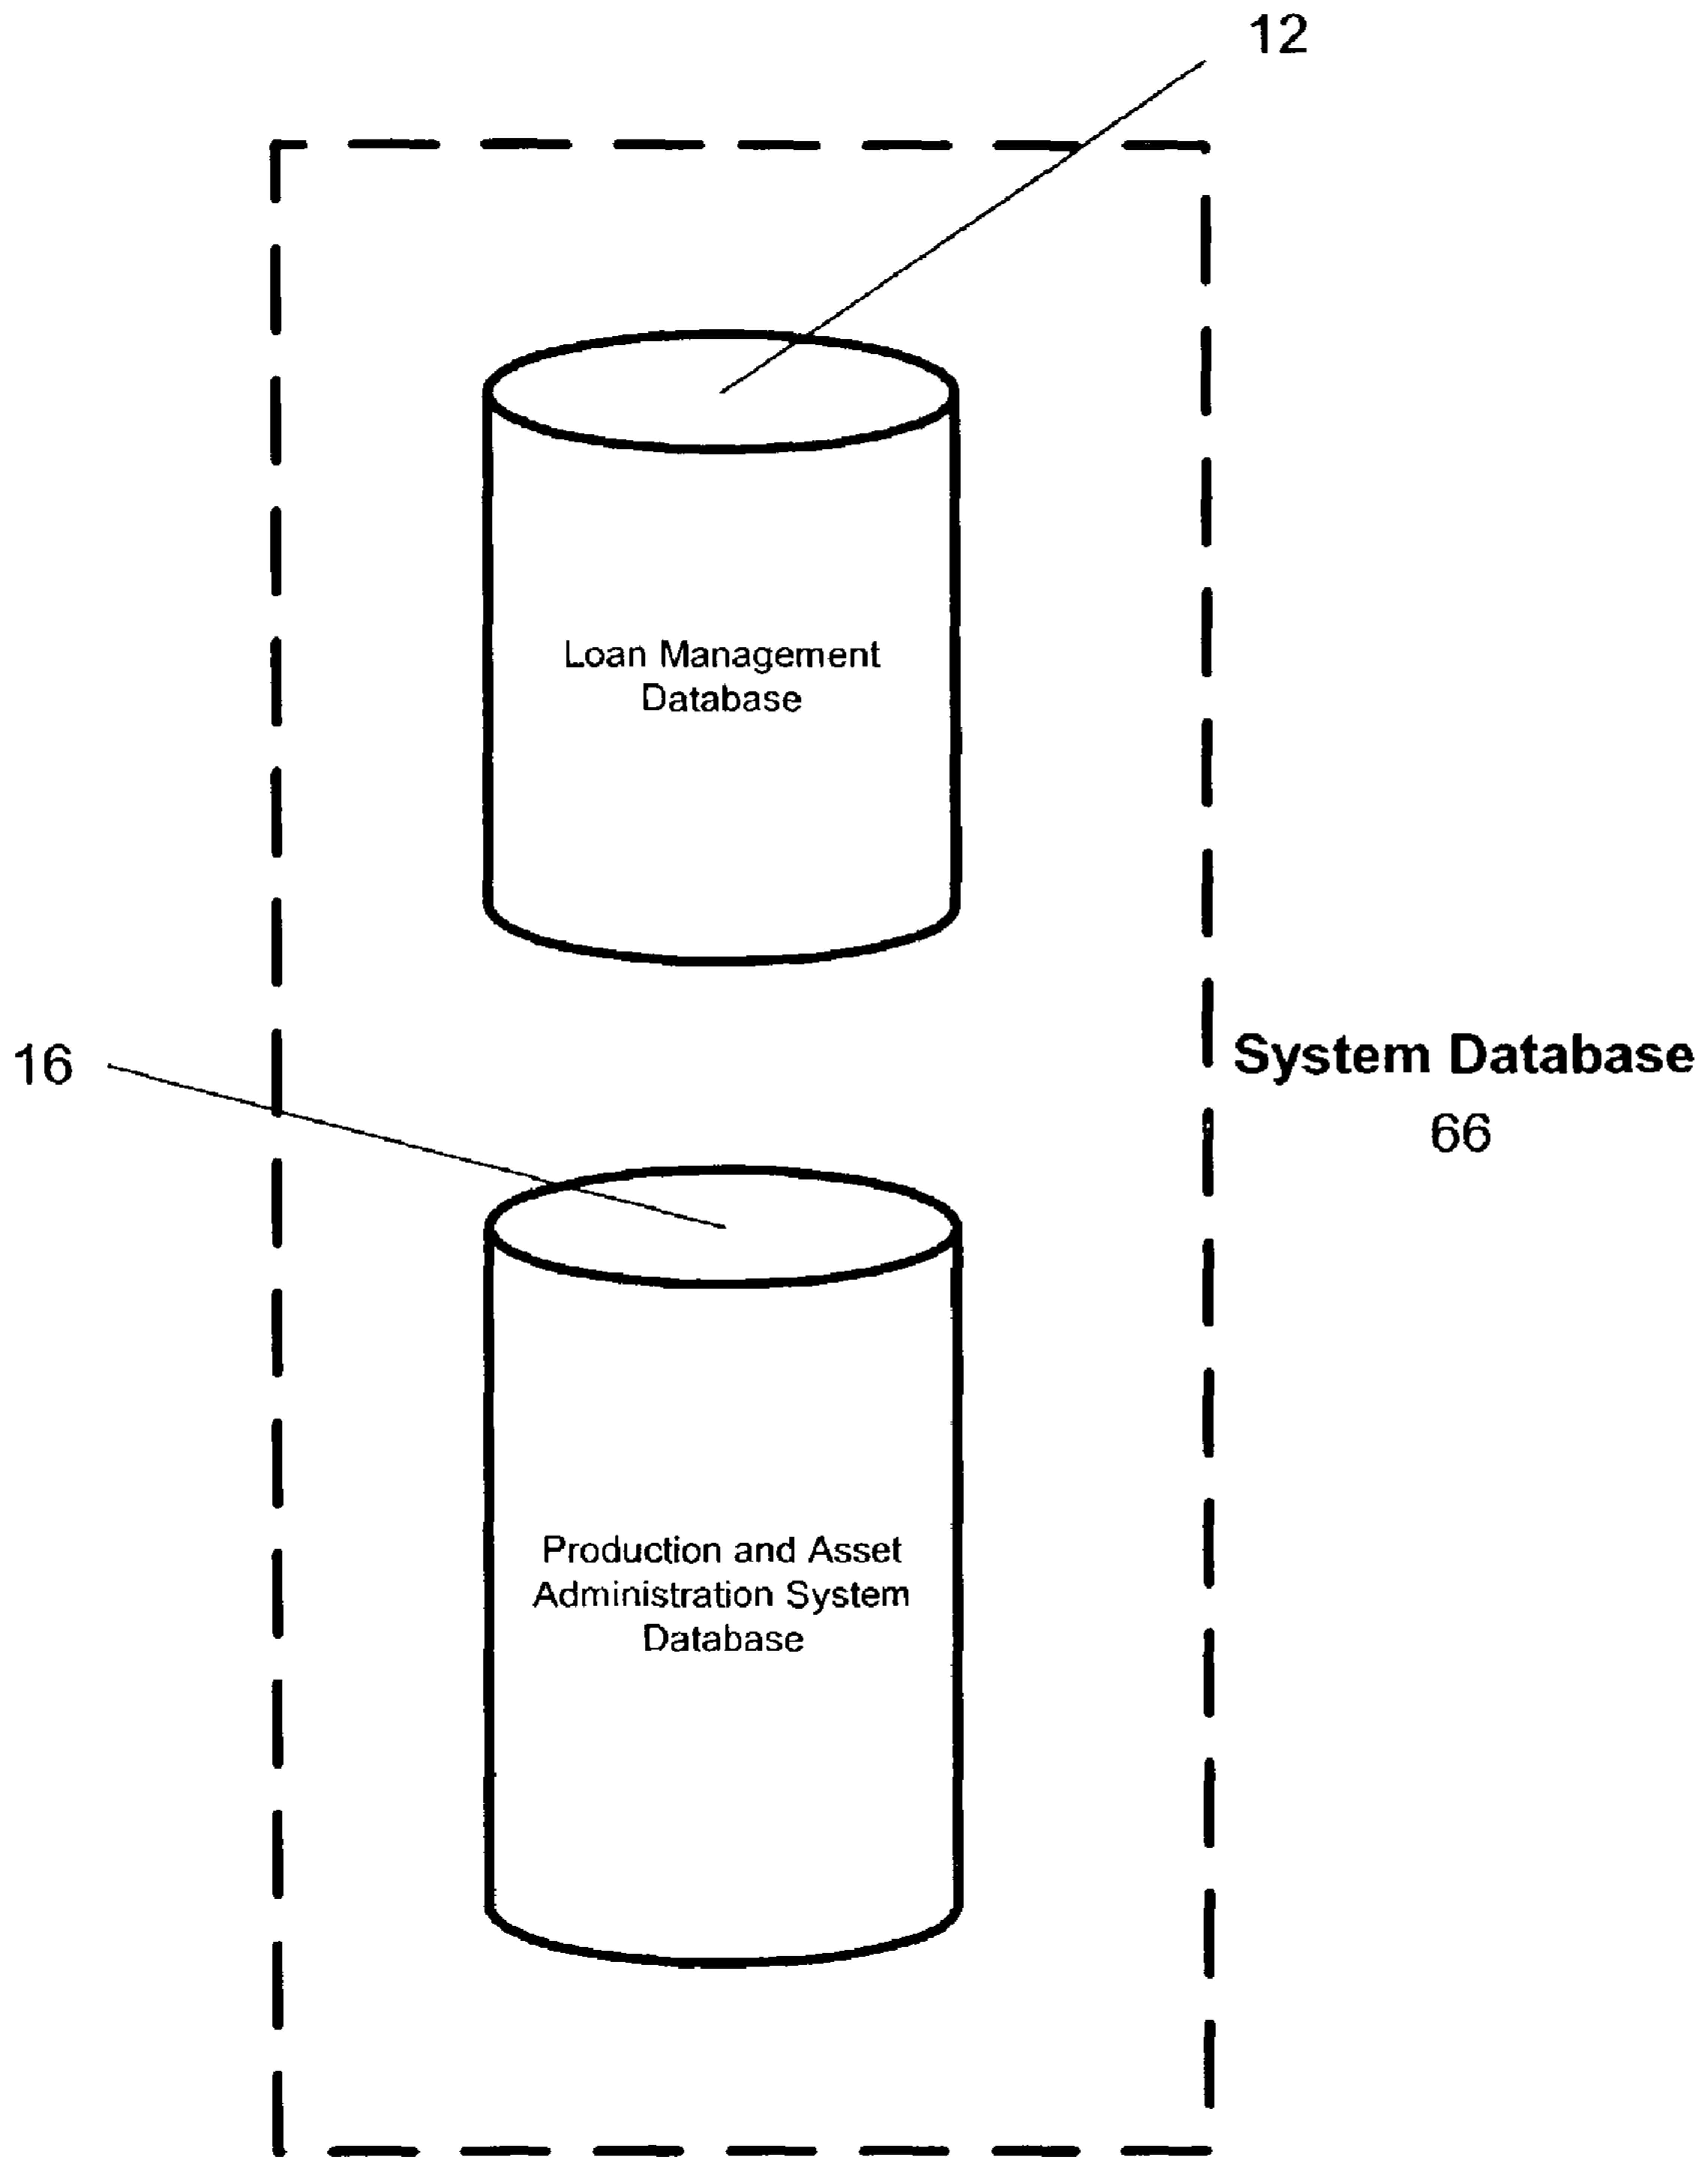 12
Loan Management
Database
16
System Database
66
Production and Asset
Administration System
Database